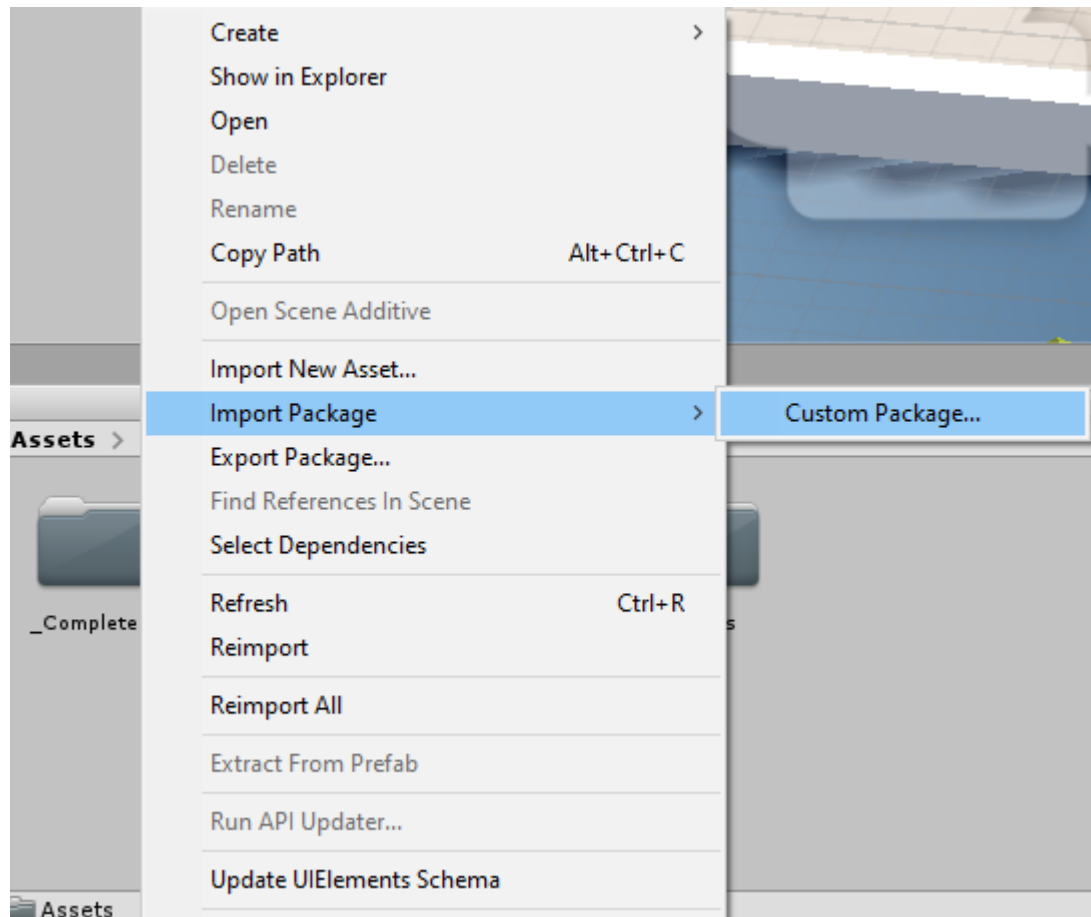 Create
Show in Explorer
Open
Delete
Rename
Copy Path Alt+Ctrl+C
Open Scene Additive
Import New Asset...
Import Package Custom Package...
Assets
Export Package...
Find References In Scene
Select Dependencies
Refresh Ctrl+R
_Complete s
Reimport
Reimport All
Extract From Prefab
Run API Updater...
Update UIElements Schema
Assets